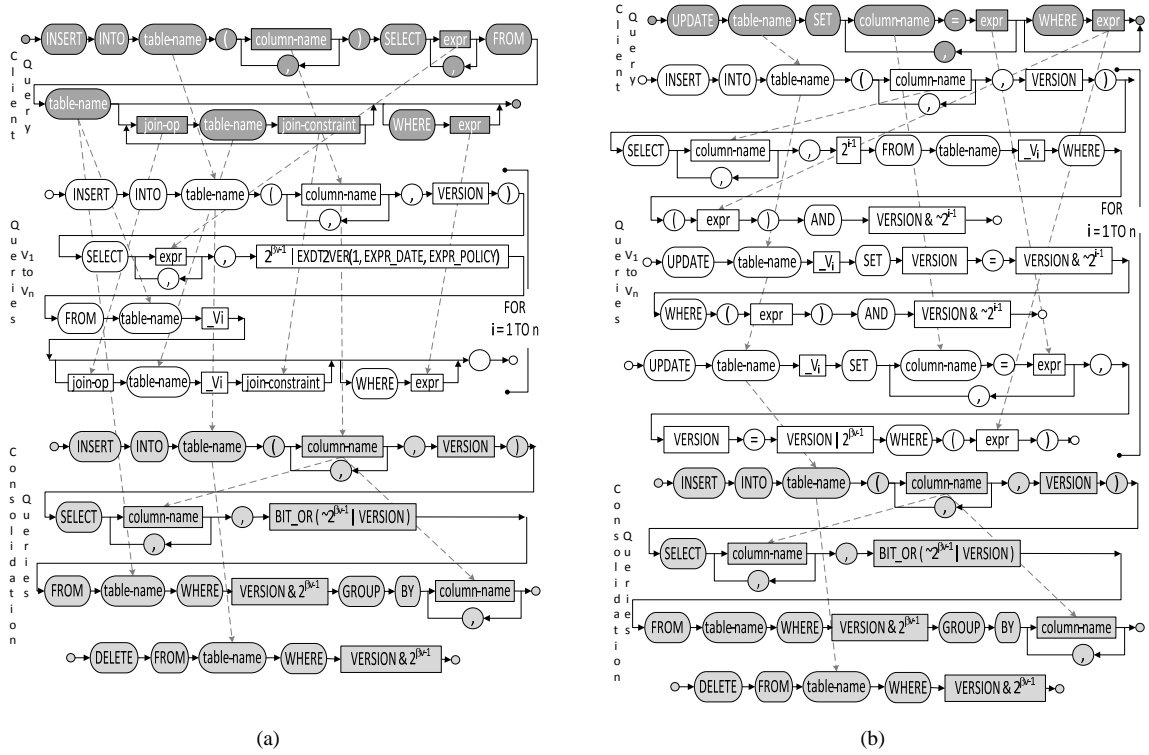 Client Query
INSERT INTO table-name ( column-name , ) SELECT expr , FROM
table-name
join-op table-name join-constraint WHERE expr
Queries V1 to Vn
INSERT INTO table-name ( column-name , , VERSION )
SELECT expr , , 2^βv-1 | EXDT2VER(1, EXPR_DATE, EXPR_POLICY)
FROM table-name _Vi
FOR
i = 1 TO n
join-op table-name _Vi join-constraint WHERE expr
Consolidation Queries
INSERT INTO table-name ( column-name , , VERSION )
SELECT column-name , , BIT_OR ( ~2^βv-1 | VERSION )
FROM table-name WHERE VERSION & 2^βv-1 GROUP BY column-name ,
DELETE FROM table-name WHERE VERSION & 2^βv-1
(a)
Client Query
UPDATE table-name SET column-name = expr , WHERE expr
Queries V1 to Vn
INSERT INTO table-name ( column-name , , VERSION )
SELECT column-name , , 2^i-1 FROM table-name _Vi WHERE
( expr ) AND VERSION & ~2^i-1
FOR
i = 1 TO n
UPDATE table-name _Vi SET VERSION = VERSION & ~2^i-1
WHERE ( expr ) AND VERSION & ~2^i-1
UPDATE table-name _Vi SET column-name = expr , ,
VERSION = VERSION | 2^βv-1 WHERE ( expr )
Consolidation Queries
INSERT INTO table-name ( column-name , , VERSION )
SELECT column-name , , BIT_OR ( ~2^βv-1 | VERSION )
FROM table-name WHERE VERSION & 2^βv-1 GROUP BY column-name ,
DELETE FROM table-name WHERE VERSION & 2^βv-1
(b)